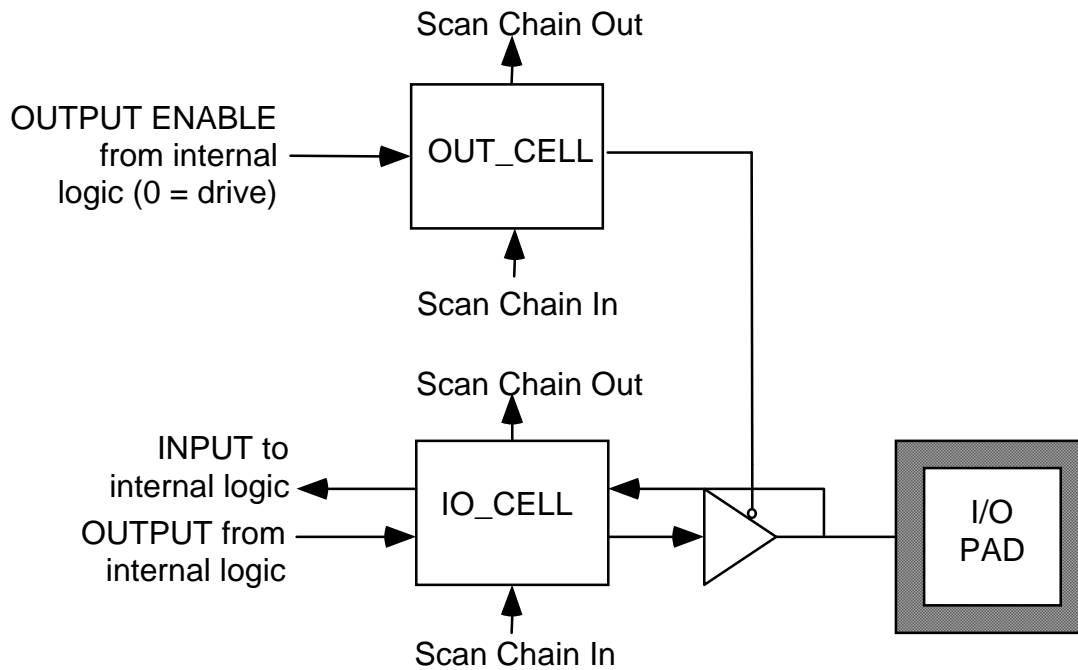 Scan Chain Out
OUTPUT ENABLE
from internal
logic (0 = drive)
OUT_CELL
Scan Chain In
Scan Chain Out
INPUT to
internal logic
OUTPUT from
internal logic
IO_CELL
I/O
PAD
Scan Chain In